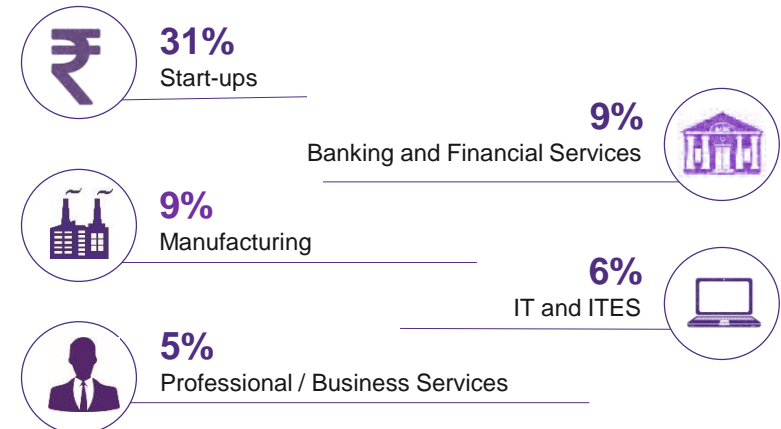 31%
Start-ups
9%
Banking and Financial Services
9%
Manufacturing
6%
IT and ITES
5%
Professional / Business Services